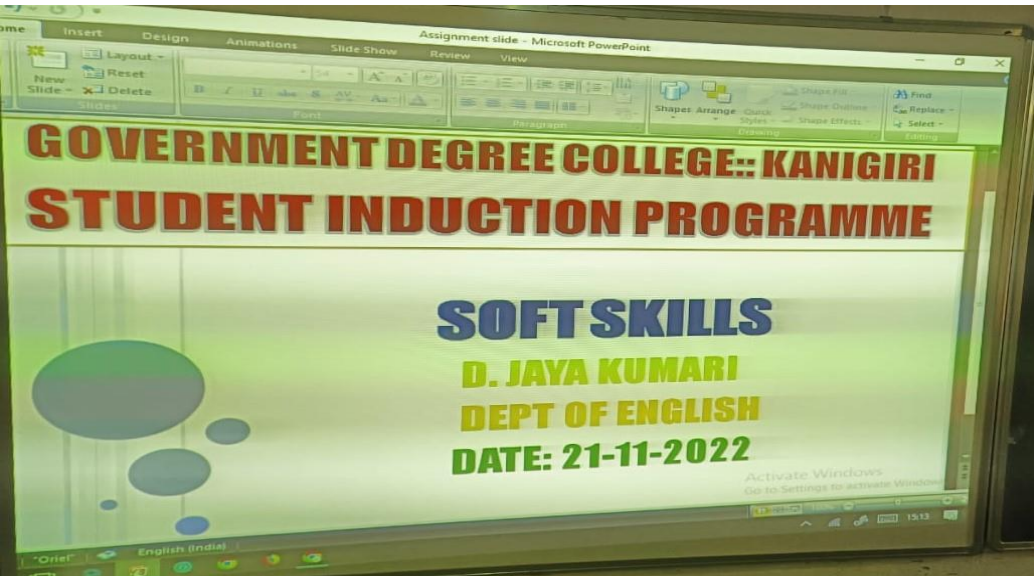 Assignment slide - Microsoft PowerPoint
ome Insert Design Animations Slide Show Review View
New Slide
Layout
Reset
Delete
Slides
Font
Paragraph
Shapes Arrange Quick Styles
Shape Fill
Shape Outline
Shape Effects
Drawing
Find
Replace
Select
Editing
GOVERNMENT DEGREE COLLEGE:: KANIGIRI
STUDENT INDUCTION PROGRAMME
SOFT SKILLS
D. JAYA KUMARI
DEPT OF ENGLISH
DATE: 21-11-2022
Activate Windows
Go to Settings to activate Windows
"Oriel" English (India)
15:13